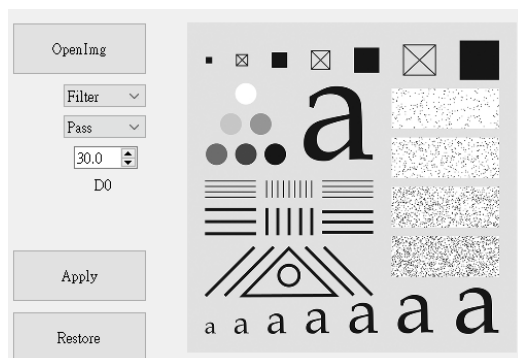 OpenImg
Filter
Pass
30.0
D0
Apply
Restore
a
a a a a a a a